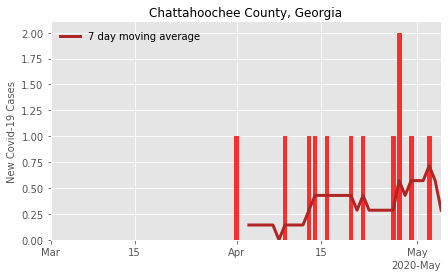 Chattahoochee County, Georgia
7 day moving average
New Covid-19 Cases
2.00
1.75
1.50
1.25
1.00
0.75
0.50
0.25
0.00
Mar
15
Apr
15
May
2020-May